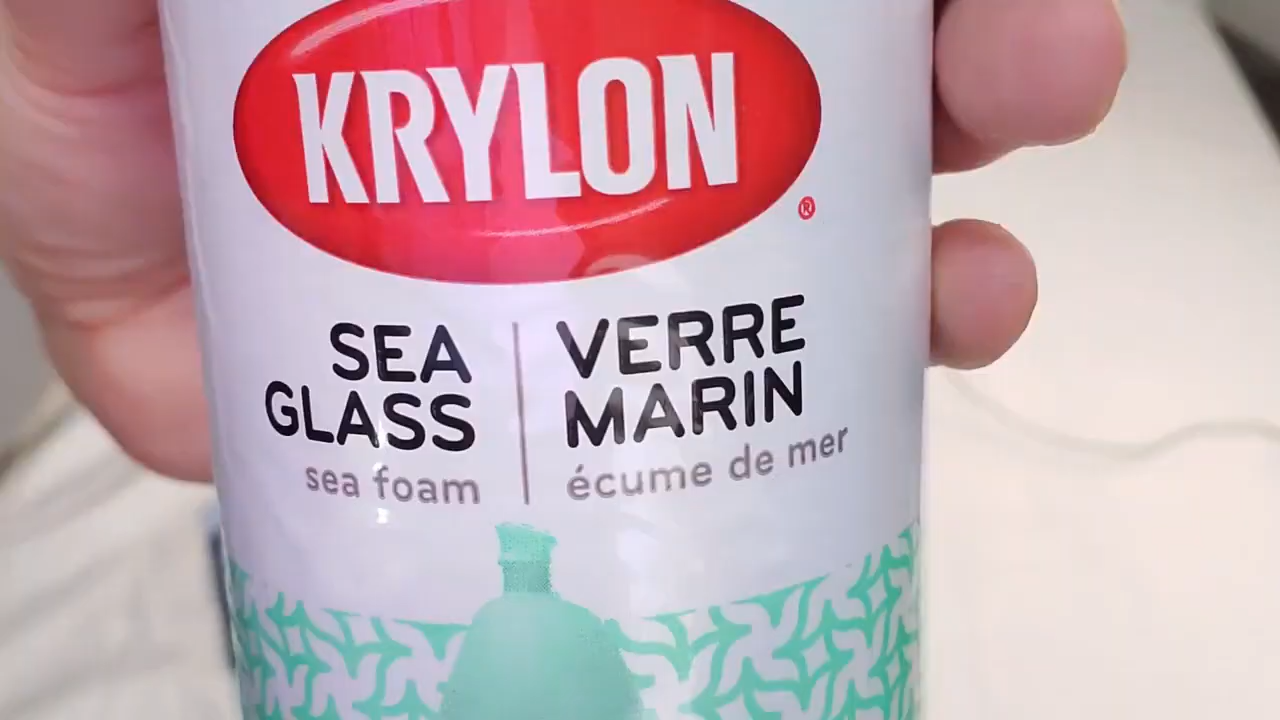 KRYLON
®
SEA
GLASS
sea foam
VERRE
MARIN
écume de mer